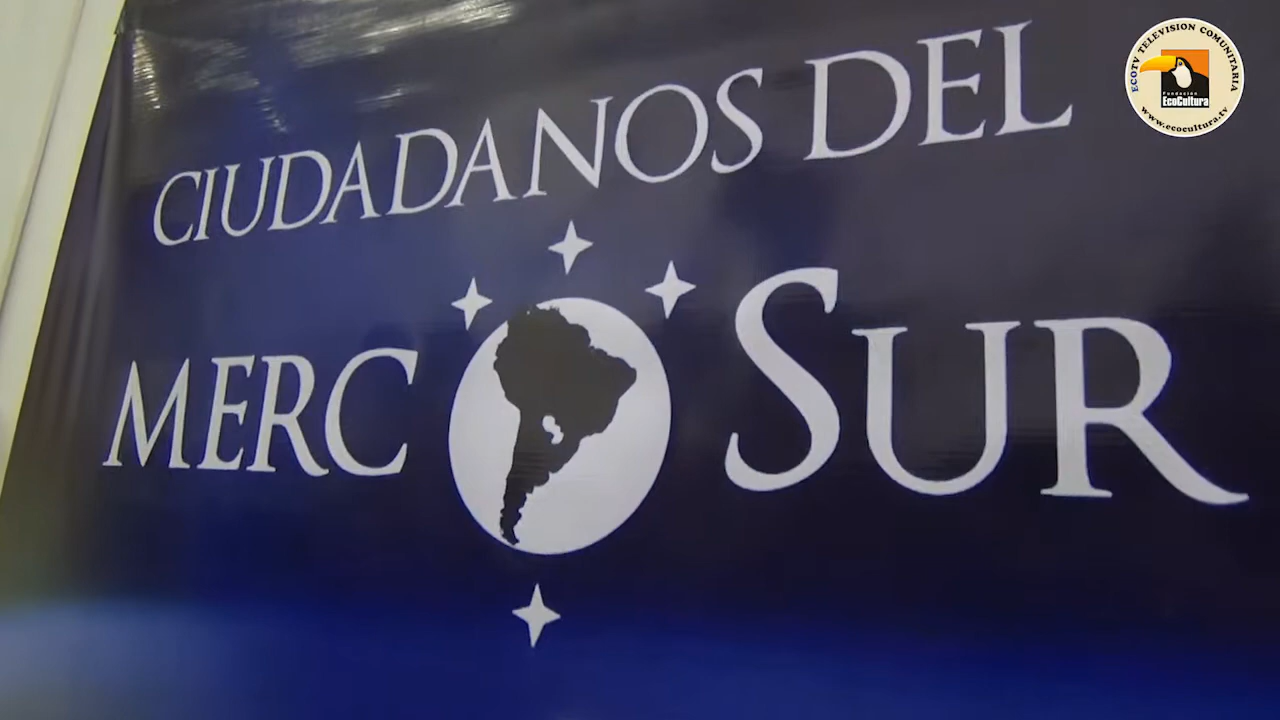 CIUDADANOS DEL
MERC SUR
ECOTV TELEVISION COMUNITARIA
Fundación
EcoCultura
www.ecocultura.tv